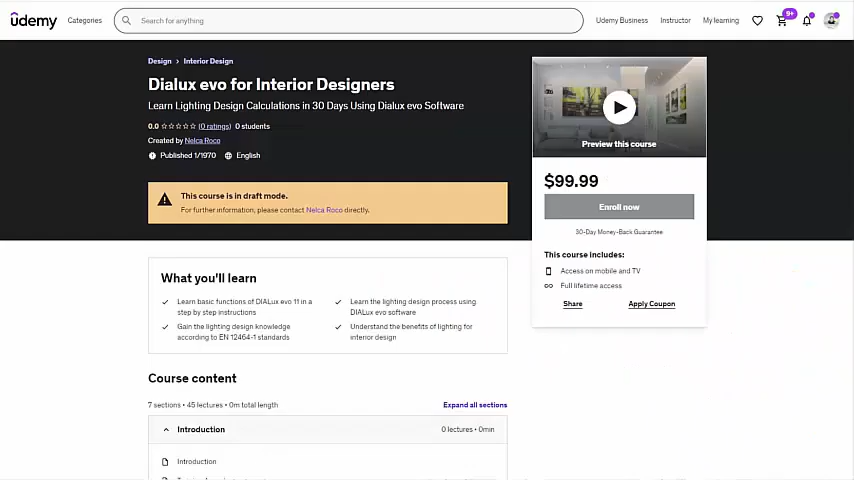 ûdemy
Categories
Search for anything
Udemy Business
Instructor
My learning
9+
Design > Interior Design
Dialux evo for Interior Designers
Learn Lighting Design Calculations in 30 Days Using Dialux evo Software
0.0 (0 ratings) 0 students
Created by Nelca Roco
Published 1/1970 English
This course is in draft mode.
For further information, please contact Nelca Roco directly.
Preview this course
$99.99
Enroll now
30-Day Money-Back Guarantee
This course includes:
Access on mobile and TV
Full lifetime access
Share
Apply Coupon
What you'll learn
Learn basic functions of DIALux evo 11 in a
step by step instructions
Learn the lighting design process using
DIALux evo software
Gain the lighting design knowledge
according to EN 12464-1 standards
Understand the benefits of lighting for
interior design
Course content
7 sections • 45 lectures • 0m total length
Expand all sections
Introduction
0 lectures • 0min
Introduction